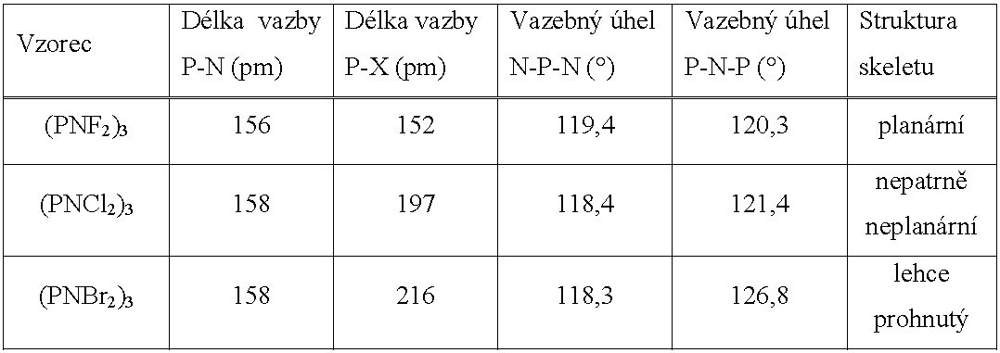 Vzorec Délka vazby P-N (pm) Délka vazby P-X (pm) Vazebný úhel N-P-N (°) Vazebný úhel P-N-P (°) Struktura skeletu
(PNF₂)₃ 156 152 119,4 120,3 planární
(PNCl₂)₃ 158 197 118,4 121,4 nepatrně neplanární
(PNBr₂)₃ 158 216 118,3 126,8 lehce prohnutý